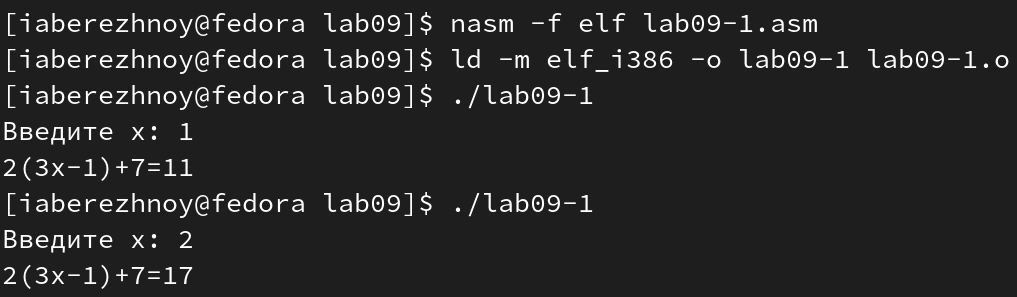 [iaberezhnoy@fedora lab09]$ nasm -f elf lab09-1.asm
[iaberezhnoy@fedora lab09]$ ld -m elf_i386 -o lab09-1 lab09-1.o
[iaberezhnoy@fedora lab09]$ ./lab09-1
Введите x: 1
2(3x-1)+7=11
[iaberezhnoy@fedora lab09]$ ./lab09-1
Введите x: 2
2(3x-1)+7=17